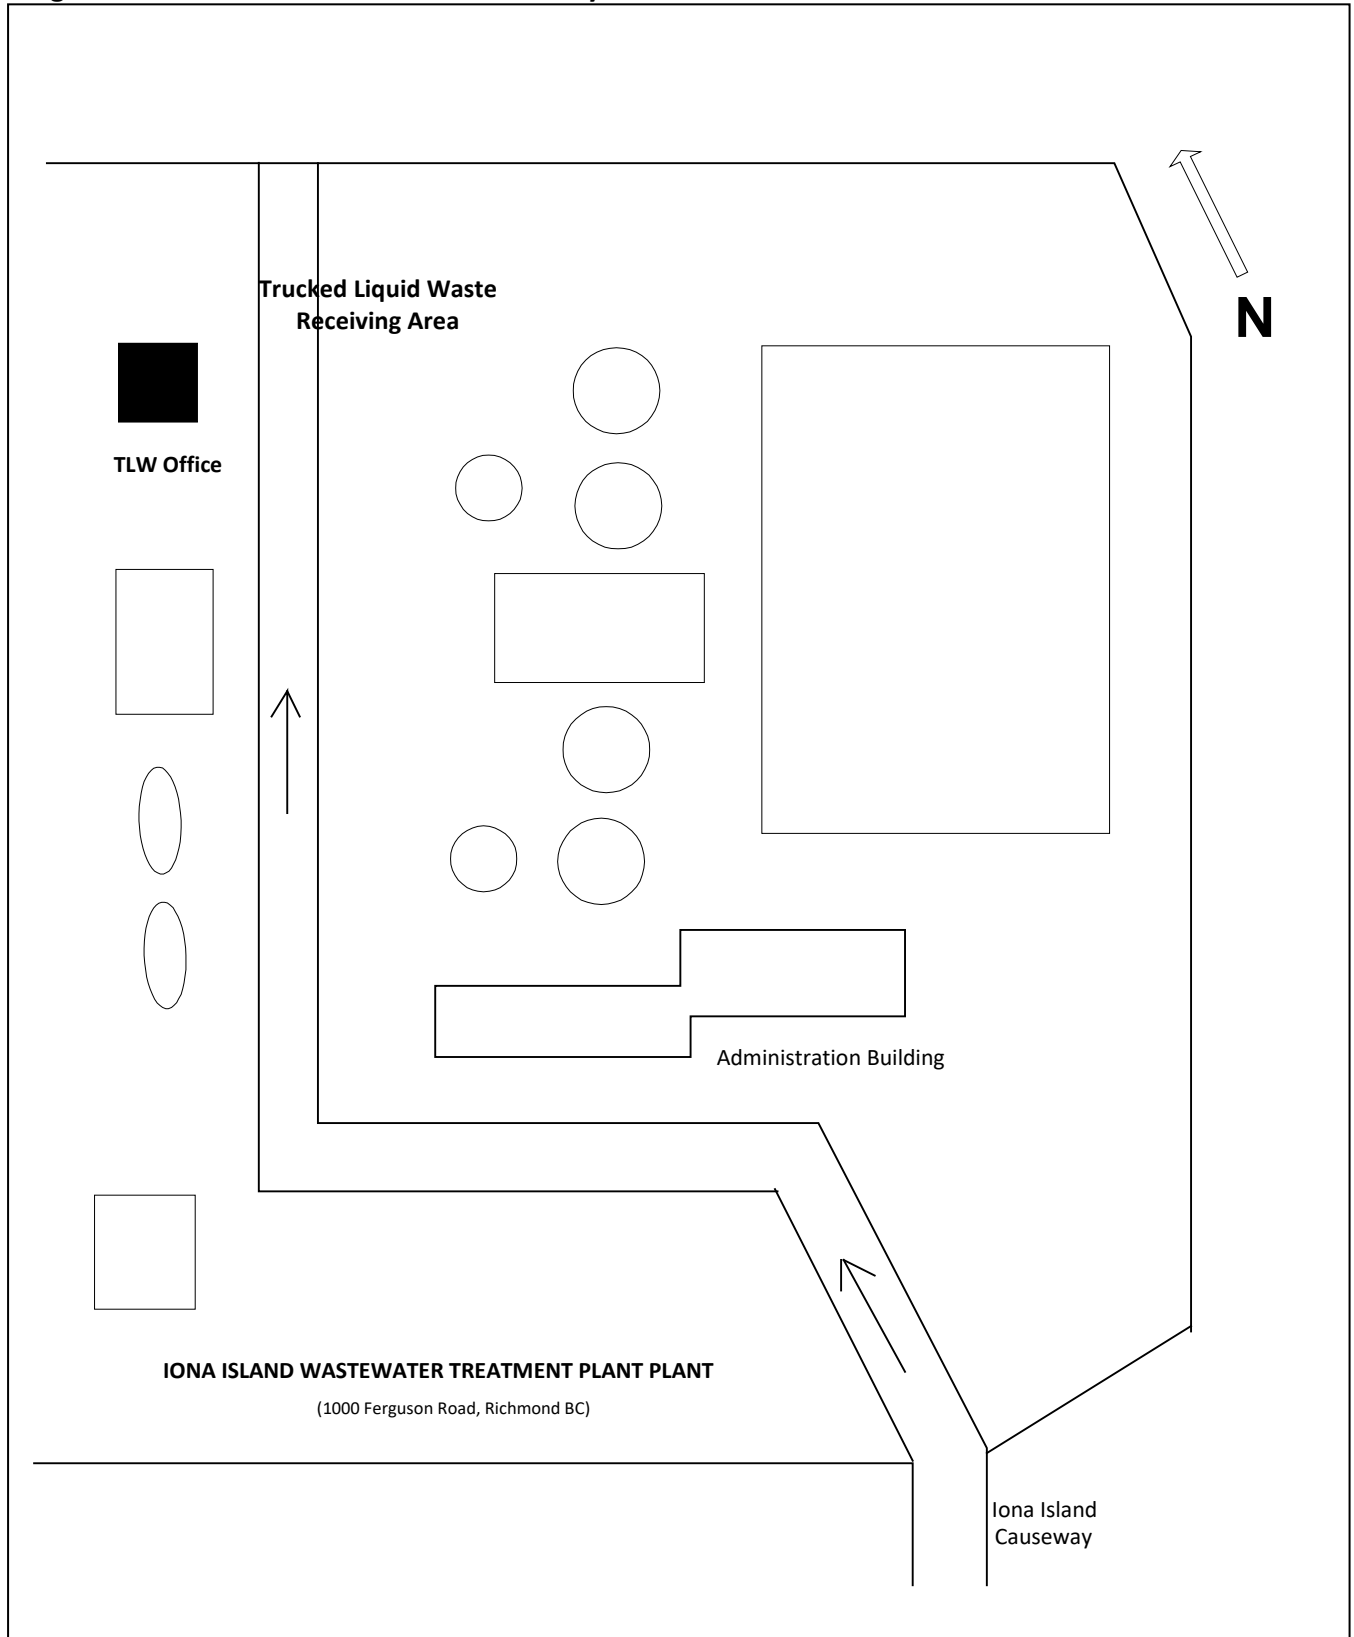 Trucked Liquid Waste
Receiving Area
N
TLW Office
Administration Building
IONA ISLAND WASTEWATER TREATMENT PLANT PLANT
(1000 Ferguson Road, Richmond BC)
Iona Island
Causeway